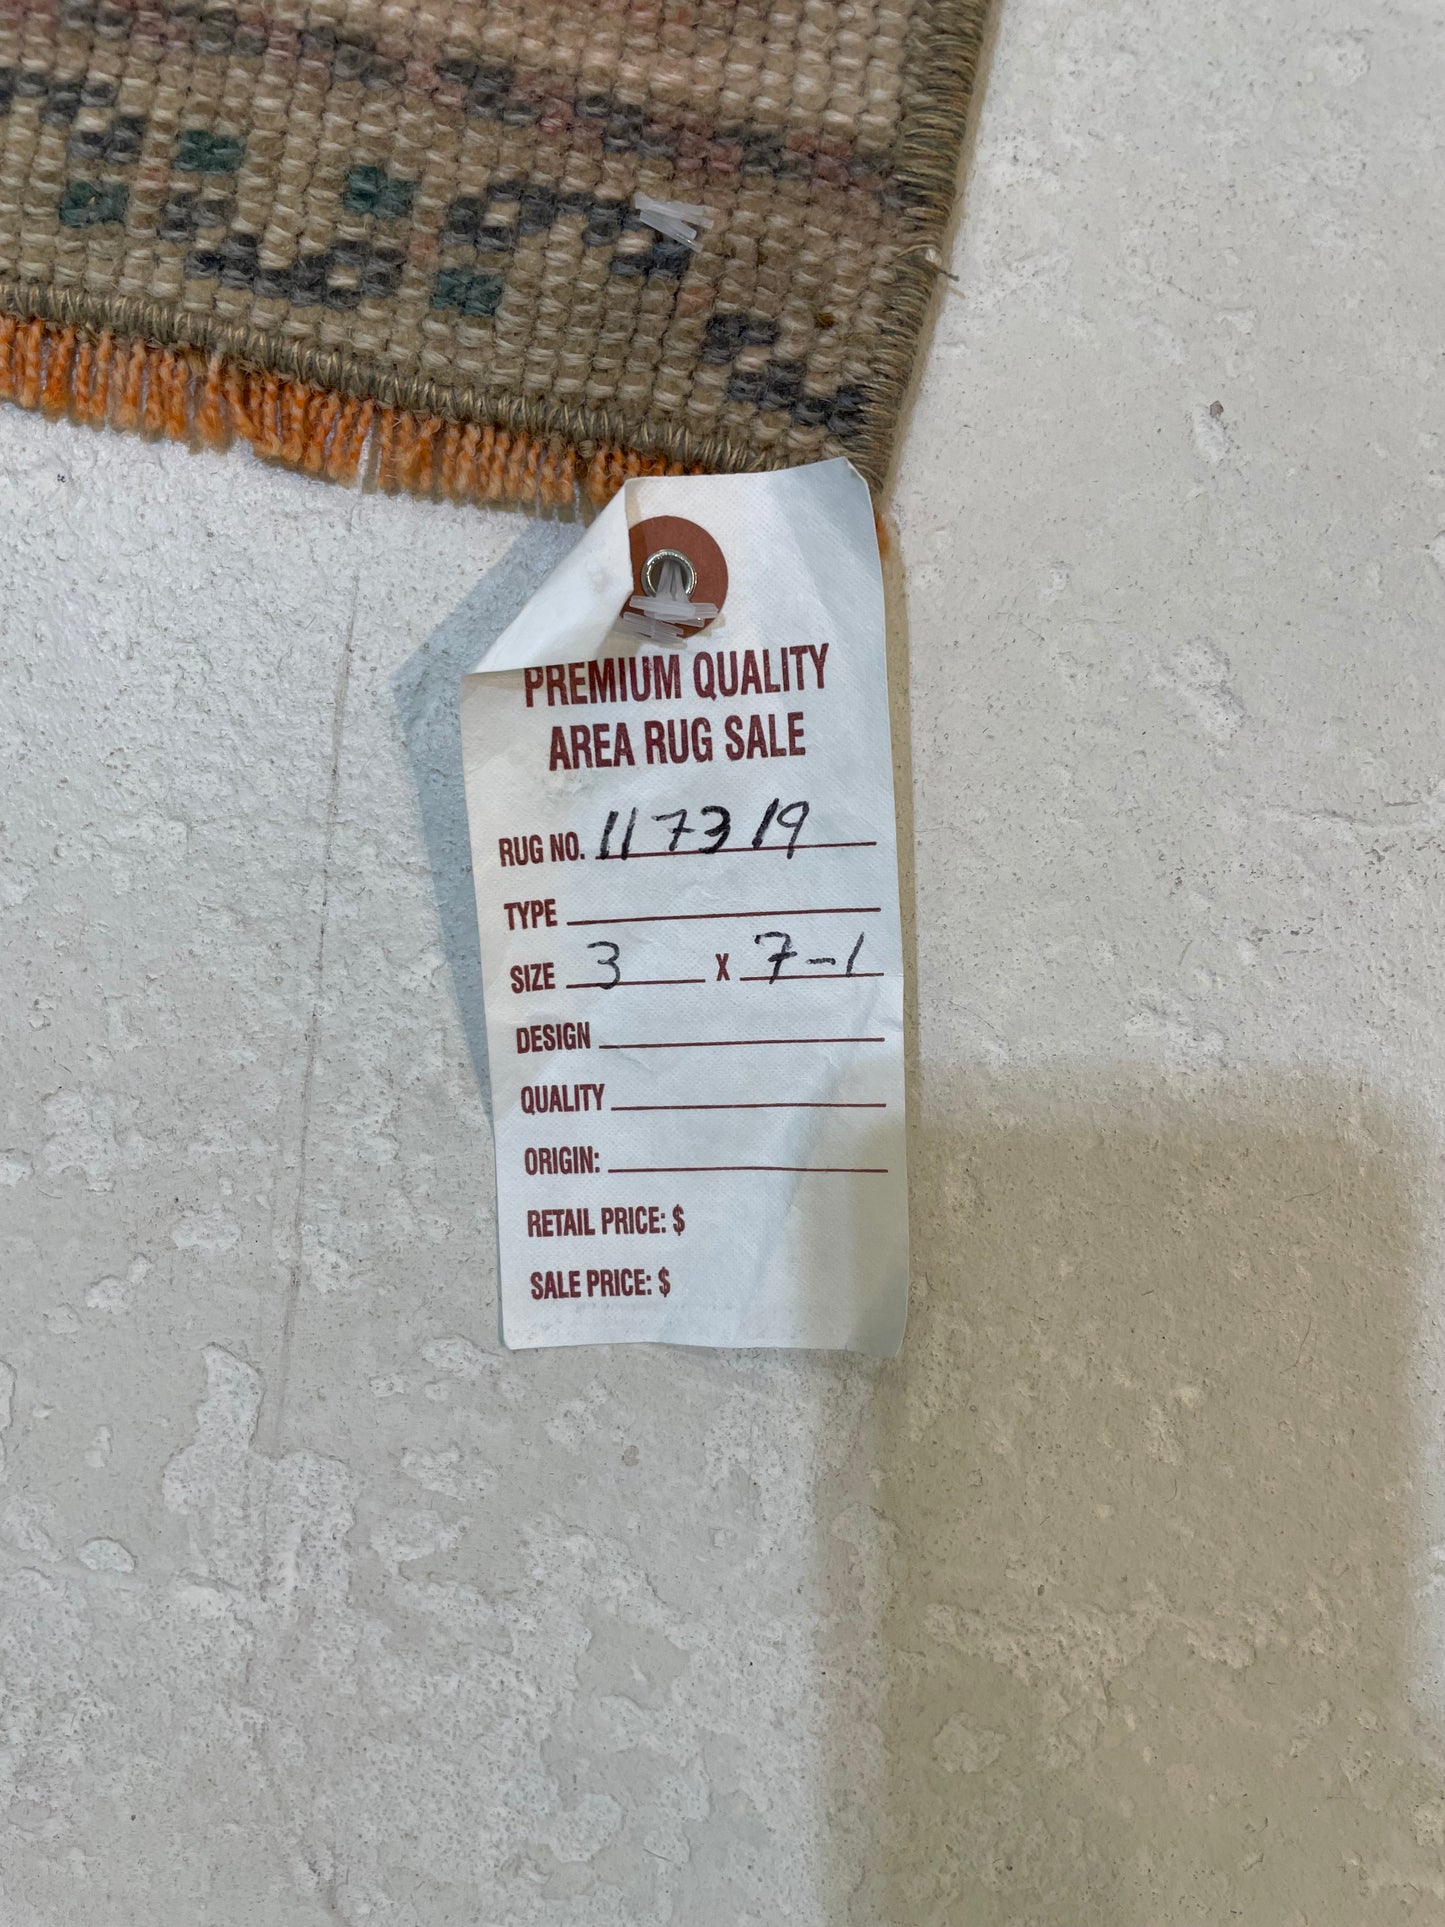 PREMIUM QUALITY
AREA RUG SALE
RUG NO. 117319
TYPE
SIZE 3 X 7-1
DESIGN
QUALITY
ORIGIN:
RETAIL PRICE: $
SALE PRICE: $